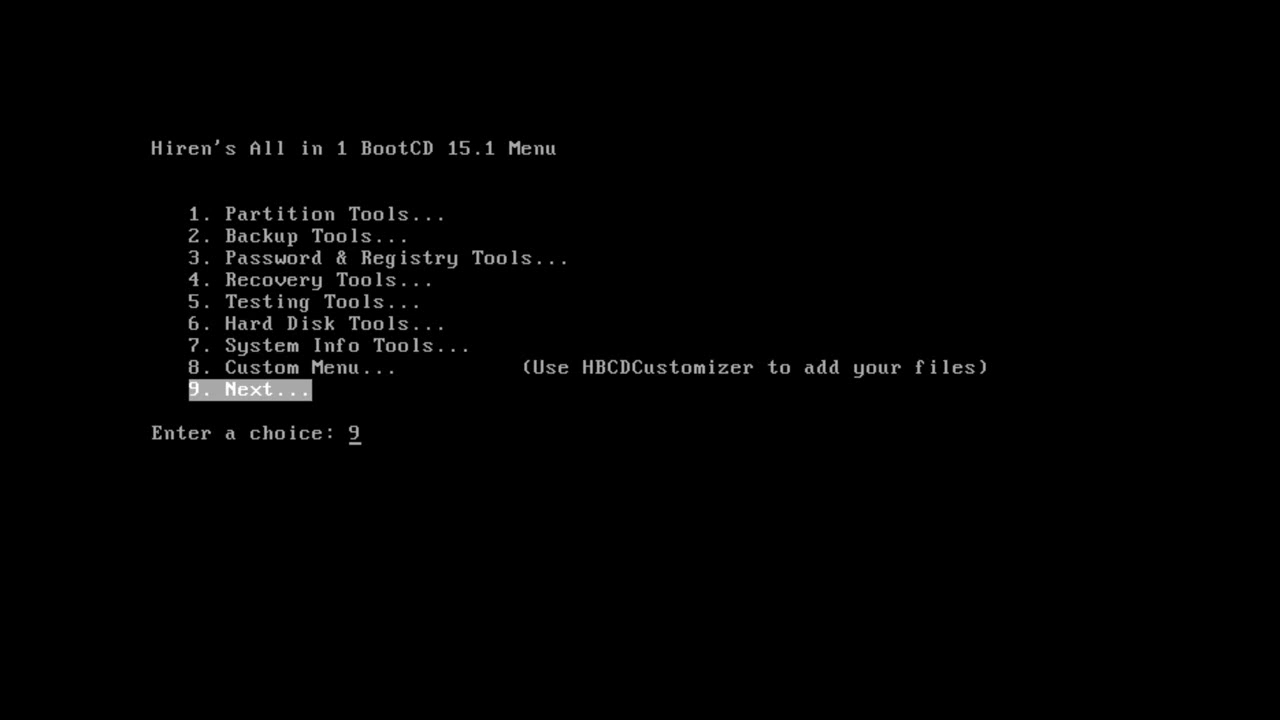 Hiren's All in 1 BootCD 15.1 Menu
1. Partition Tools...
2. Backup Tools...
3. Password & Registry Tools...
4. Recovery Tools...
5. Testing Tools...
6. Hard Disk Tools...
7. System Info Tools...
8. Custom Menu... (Use HBCDCustomizer to add your files)
9. Next...
Enter a choice: 9